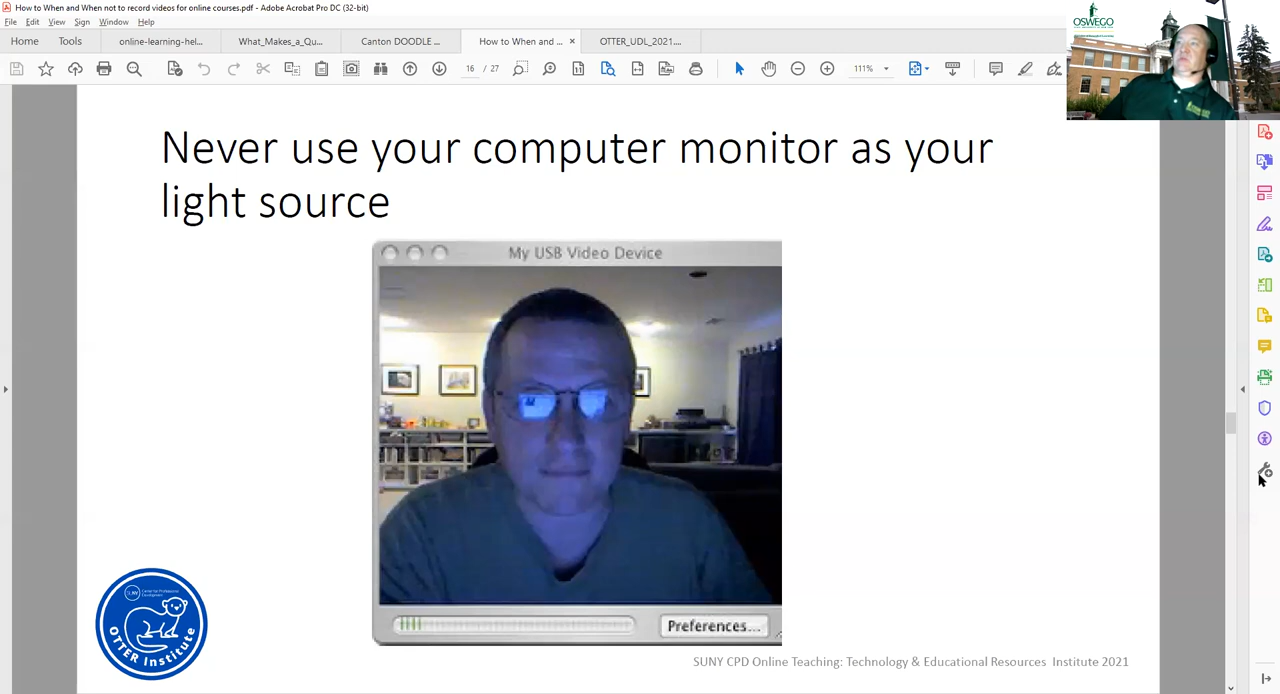 How to When and When not to record videos for online courses.pdf - Adobe Acrobat Pro DC (32-bit)
File Edit View Sign Window Help
Home Tools online-learning-hel... What_Makes_a_Qu... Canton DOODLE ... How to When and ... × OTTER_UDL_2021....
16 / 27 111%
OSWEGO
Never use your computer monitor as your
light source
My USB Video Device
Preferences...
SUNY
OTTER Institute
SUNY CPD Online Teaching: Technology & Educational Resources Institute 2021